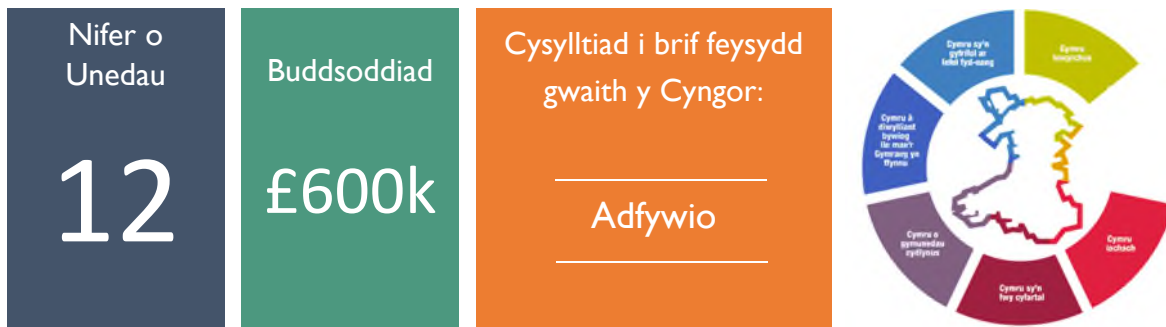 Nifer o
Unedau
12
Buddsoddiad
£600k
Cysylltiad i brif feysydd
gwaith y Cyngor:
Adfywio
Cymru sy'n
gyfrifol ar
lefel fyd-eang
Cymru
lewyrchus
Cymru â
diwylliant
bywiog
lle mae'r
Gymraeg yn
ffynnu
Cymru o
gymunedau
cydlynus
Cymru sy'n
fwy cyfartal
Cymru
iachach